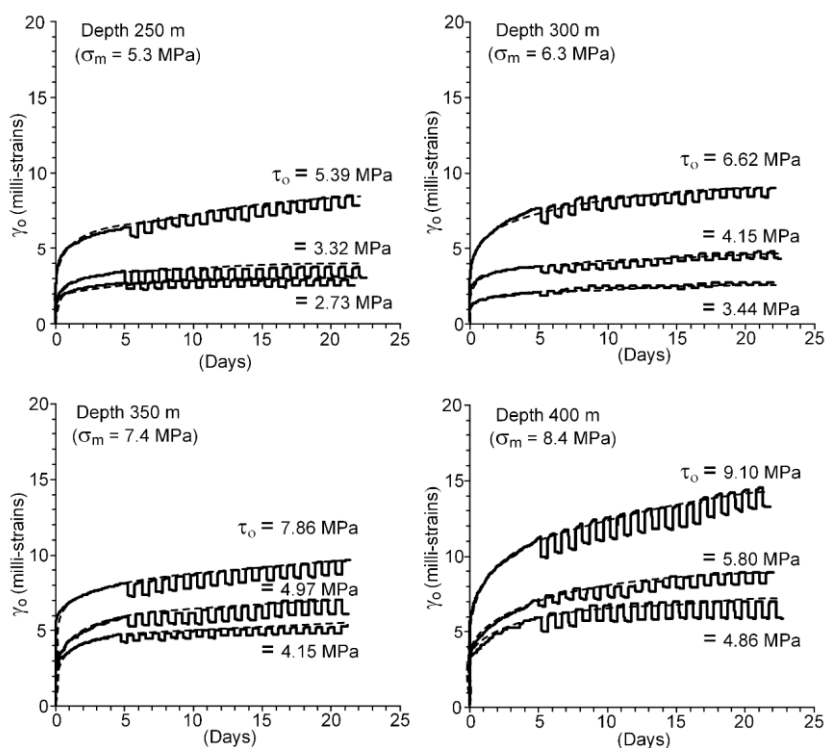 Depth 250 m
(σm = 5.3 MPa)
γo (milli-strains)
20
15
10
5
0
τo = 5.39 MPa
= 3.32 MPa
= 2.73 MPa
0 5 10 15 20 25
(Days)
Depth 300 m
(σm = 6.3 MPa)
γo (milli-strains)
20
15
10
5
0
τo = 6.62 MPa
= 4.15 MPa
= 3.44 MPa
0 5 10 15 20 25
(Days)
Depth 350 m
(σm = 7.4 MPa)
γo (milli-strains)
20
15
10
5
0
τo = 7.86 MPa
= 4.97 MPa
= 4.15 MPa
0 5 10 15 20 25
(Days)
Depth 400 m
(σm = 8.4 MPa)
γo (milli-strains)
20
15
10
5
0
τo = 9.10 MPa
= 5.80 MPa
= 4.86 MPa
0 5 10 15 20 25
(Days)